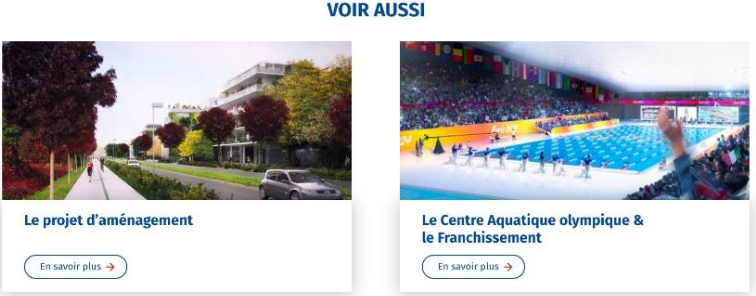 VOIR AUSSI
Le projet d’aménagement
En savoir plus
Le Centre Aquatique olympique &
le Franchissement
En savoir plus